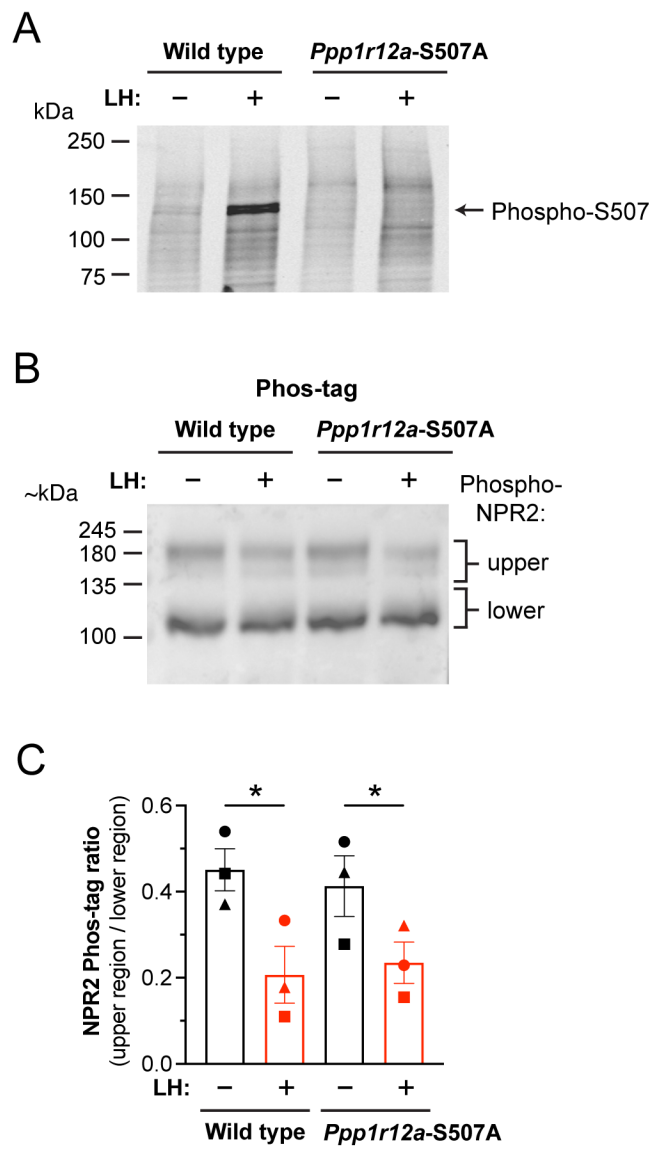 A
Wild type Ppp1r12a-S507A
LH: − + − +
kDa
250
150
Phospho-S507
100
75
B
Phos-tag
Wild type Ppp1r12a-S507A
LH: − + − +
~kDa
Phospho-
NPR2:
245
180
upper
135
lower
100
C
* *
0.6
0.4
0.2
0.0
NPR2 Phos-tag ratio
(upper region / lower region)
LH: − + − +
Wild type Ppp1r12a-S507A